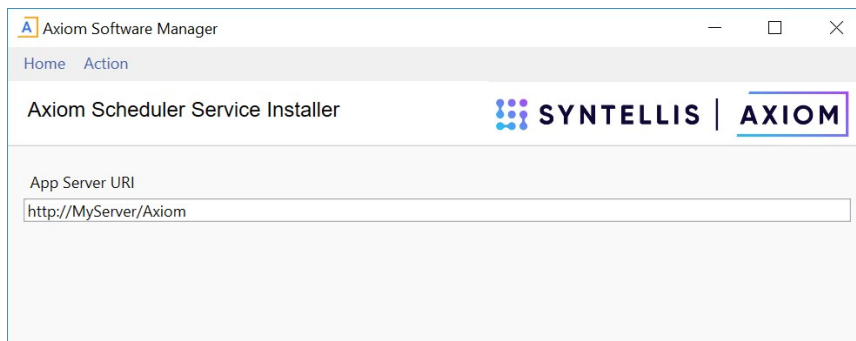 A Axiom Software Manager
Home Action
Axiom Scheduler Service Installer
SYNTELLIS | AXIOM
App Server URI
http://MyServer/Axiom